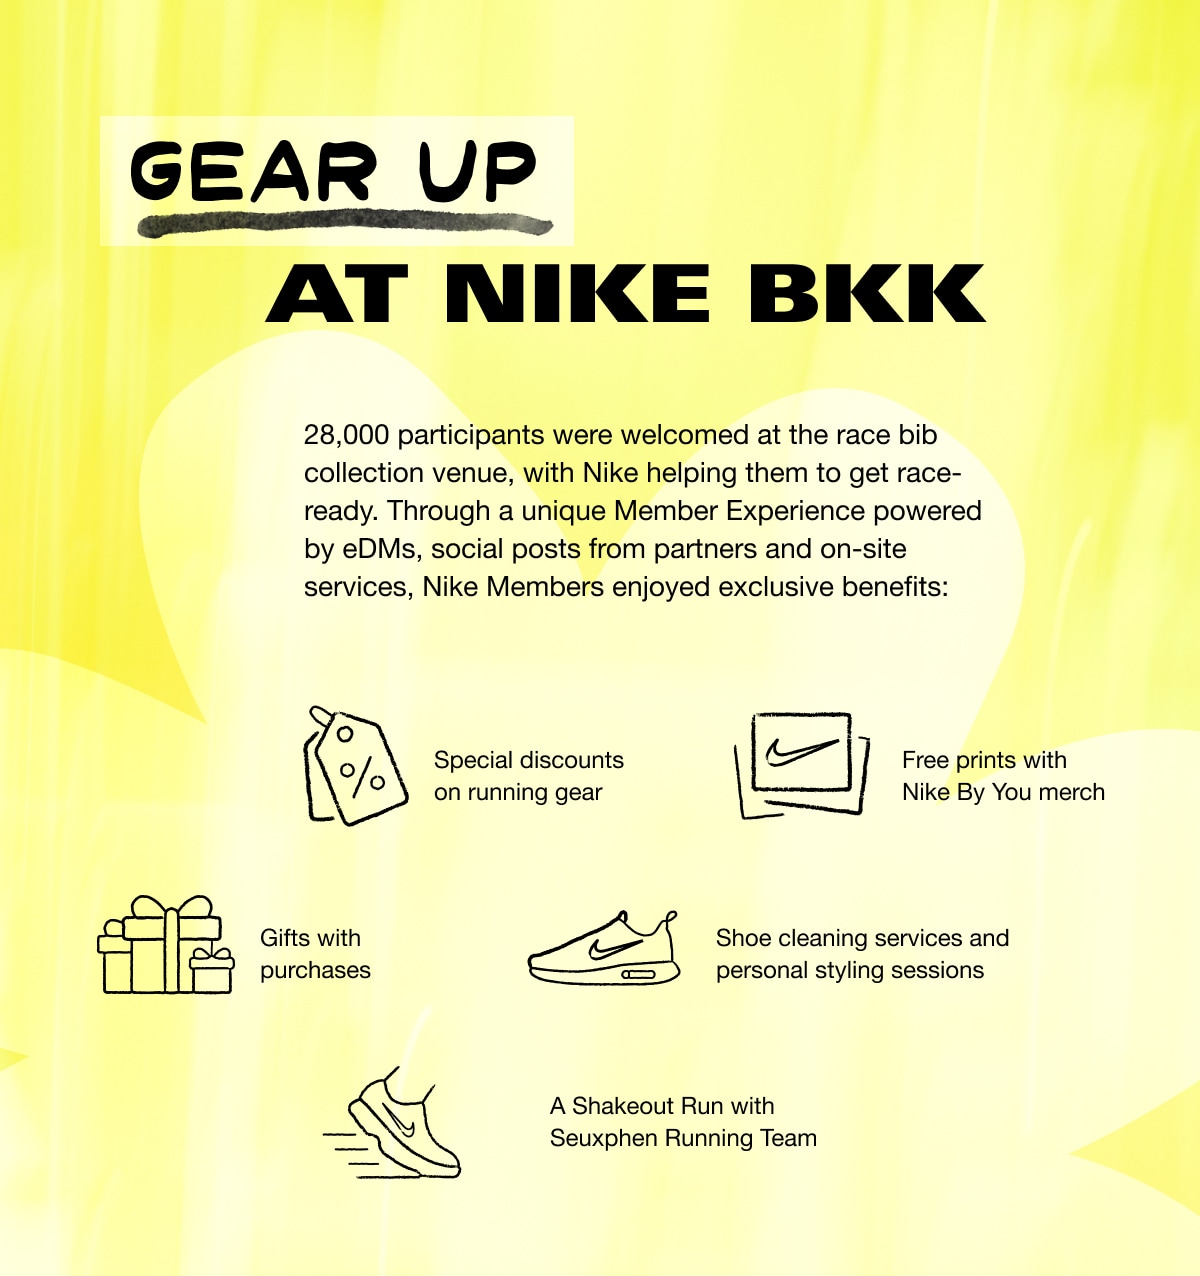 GEAR UP
AT NIKE BKK
28,000 participants were welcomed at the race bib
collection venue, with Nike helping them to get race-
ready. Through a unique Member Experience powered
by eDMs, social posts from partners and on-site
services, Nike Members enjoyed exclusive benefits:
Special discounts
on running gear
Free prints with
Nike By You merch
Gifts with
purchases
Shoe cleaning services and
personal styling sessions
A Shakeout Run with
Seuxphen Running Team